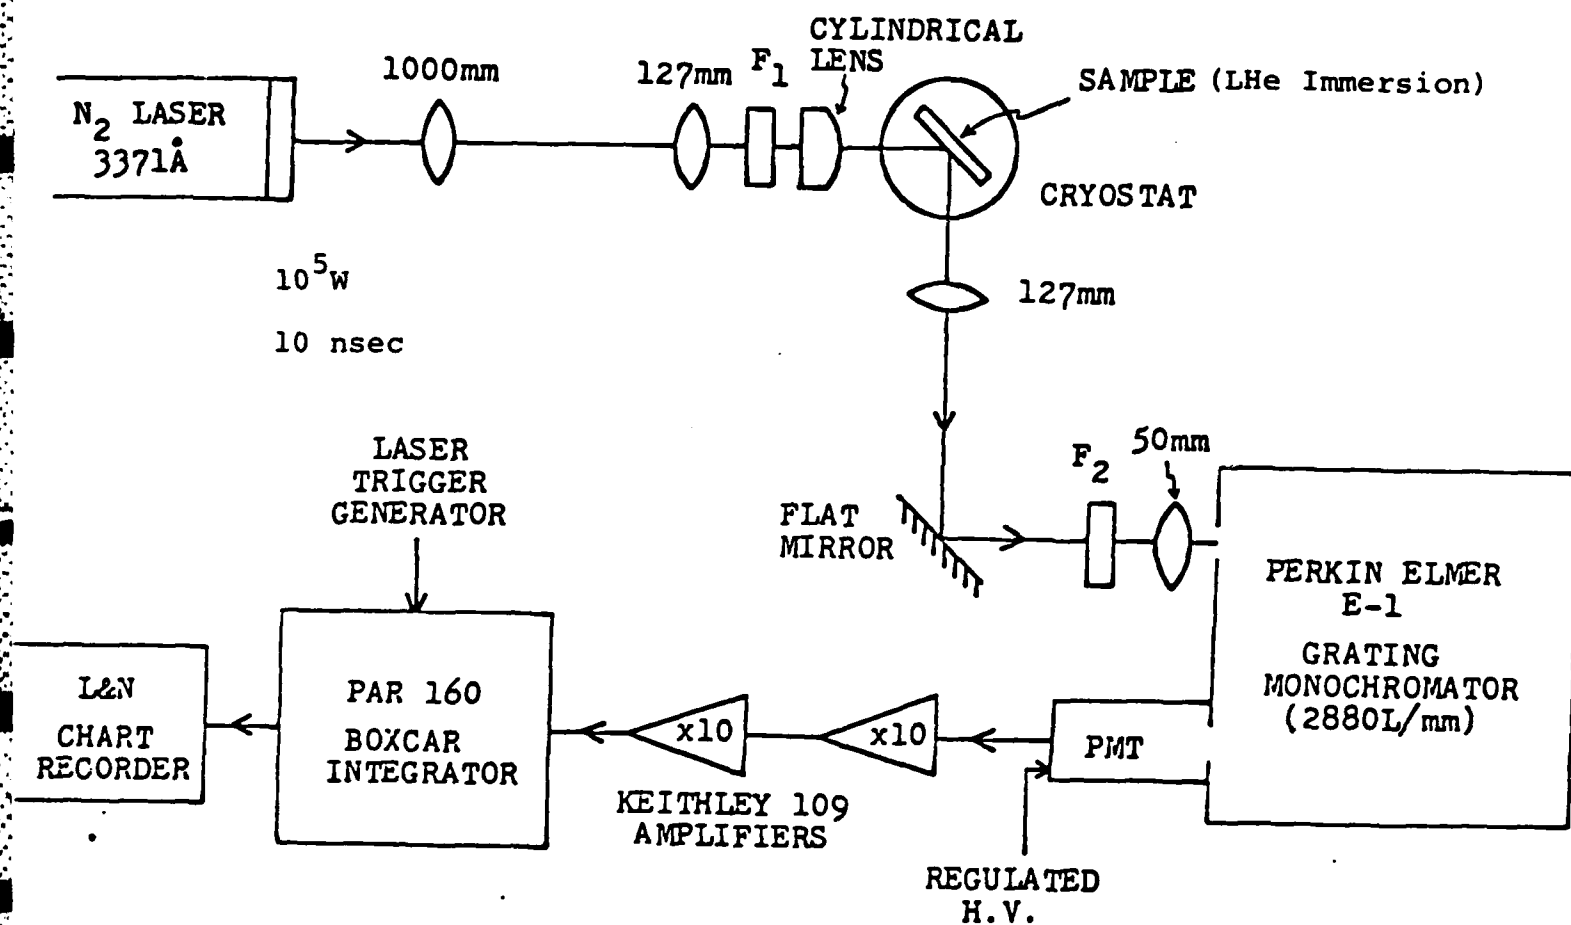 CYLINDRICAL
LENS
1000mm
127mm
F1
SAMPLE (LHe Immersion)
N2 LASER
3371Å
CRYOSTAT
10^5W
10 nsec
127mm
LASER
TRIGGER
GENERATOR
FLAT
MIRROR
F2
50mm
PERKIN ELMER
E-1
GRATING
MONOCHROMATOR
(2880L/mm)
L&N
CHART
RECORDER
PAR 160
BOXCAR
INTEGRATOR
x10
x10
PMT
KEITHLEY 109
AMPLIFIERS
REGULATED
H.V.